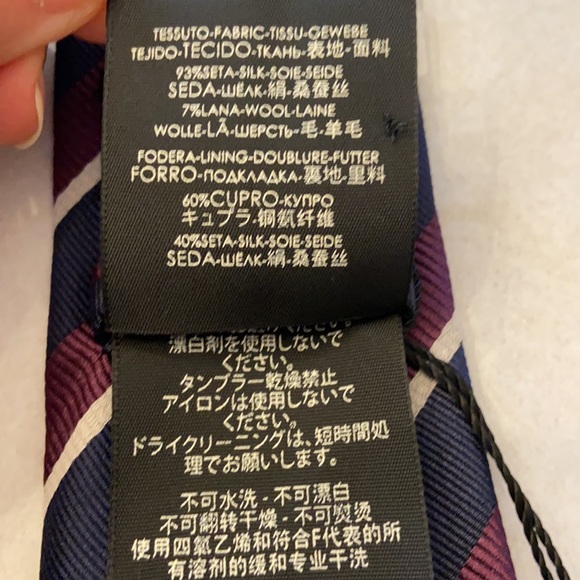 TESSUTO-FABRIC-TISSU-GEWEBE
TEJIDO-TECIDO-ТКАНЬ-表地-面料
93%SETA-SILK-SOIE-SEIDE
SEDA-ШЁЛК-絹-桑蚕丝
7%LANA-WOOL-LAINE
WOLLE-LÃ-ШЕРСТЬ-毛-羊毛
FODERA-LINING-DOUBLURE-FUTTER
FORRO-ПОДКЛАДКА-裏地-里料
60%CUPRO-КУПРО
キュプラ-铜氨纤维
40%SETA-SILK-SOIE-SEIDE
SEDA-ШЁЛК-絹-桑蚕丝
漂白剤を使用しないで
ください。
タンブラー乾燥禁止
アイロンは使用しないで
ください。
ドライクリーニングは、短時間処
理でお願いします。
不可水洗 - 不可漂白
不可翻转干燥 - 不可熨烫
使用四氯乙烯和符合F代表的所
有溶剂的缓和专业干洗